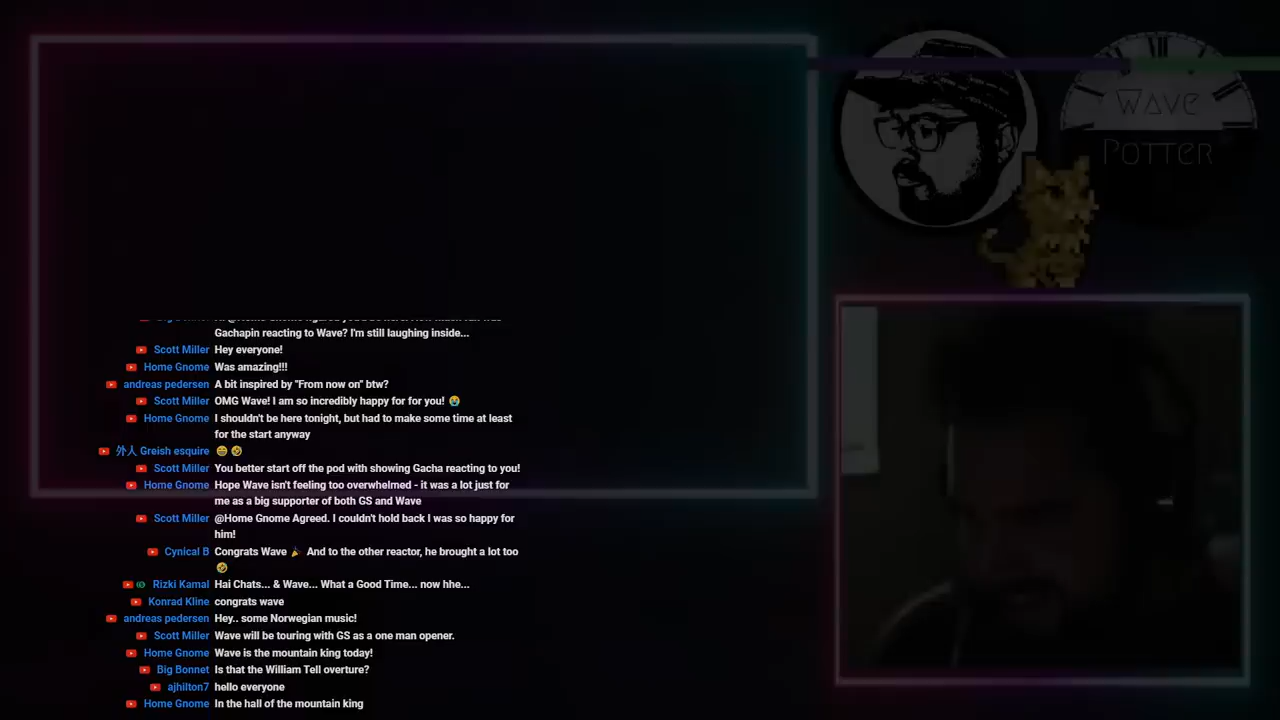 WAVE
POTTER
Gachapin reacting to Wave? I'm still laughing inside...
Scott Miller Hey everyone!
Home Gnome Was amazing!!!
andreas pedersen A bit inspired by "From now on" btw?
Scott Miller OMG Wave! I am so incredibly happy for for you! 😭
Home Gnome I shouldn't be here tonight, but had to make some time at least
for the start anyway
外人 Greish esquire 😁🤣
Scott Miller You better start off the pod with showing Gacha reacting to you!
Home Gnome Hope Wave isn't feeling too overwhelmed - it was a lot just for
me as a big supporter of both GS and Wave
Scott Miller @Home Gnome Agreed. I couldn't hold back I was so happy for
him!
Cynical B Congrats Wave 🎉 And to the other reactor, he brought a lot too
🤣
Rizki Kamal Hai Chats... & Wave... What a Good Time... now hhe...
Konrad Kline congrats wave
andreas pedersen Hey.. some Norwegian music!
Scott Miller Wave will be touring with GS as a one man opener.
Home Gnome Wave is the mountain king today!
Big Bonnet Is that the William Tell overture?
ajhilton7 hello everyone
Home Gnome In the hall of the mountain king